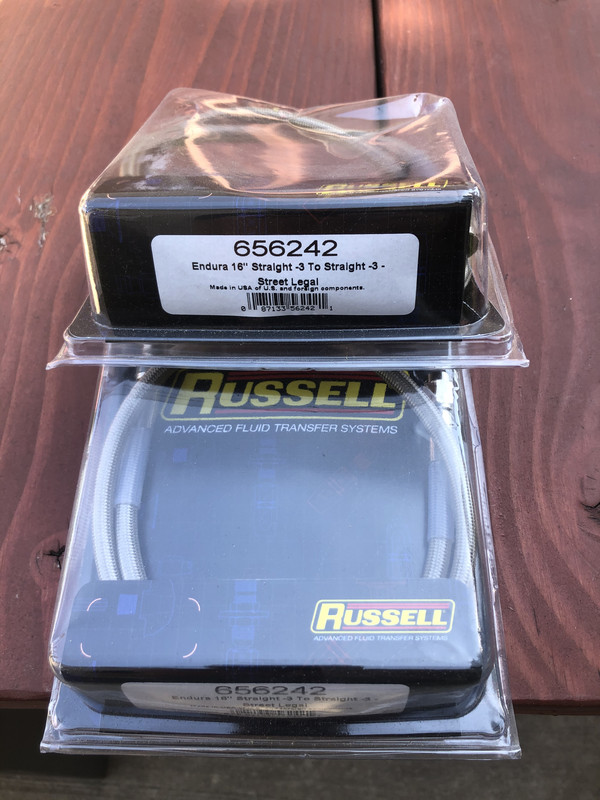 RUSSELL
656242
Endura 16" Straight -3 To Straight -3 -
Street Legal
Made in USA of U.S. and foreign components.
0 87133 56242 1
RUSSELL
ADVANCED FLUID TRANSFER SYSTEMS
RUSSELL
ADVANCED FLUID TRANSFER SYSTEMS
656242
Endura 16" Straight -3 To Straight -3 -
Street Legal